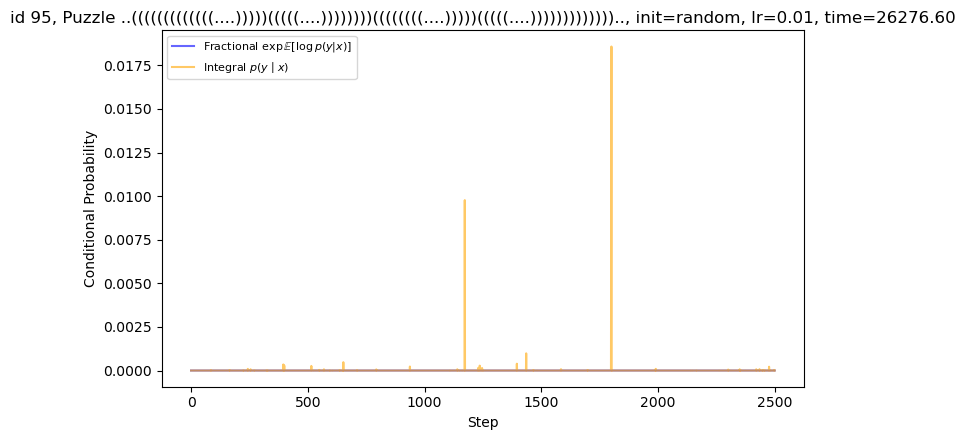 id 95, Puzzle ..(((((((((((((....)))))(((((....))))))))((((((((....)))))(((((....))))))))))))).., init=random, lr=0.01, time=26276.60
Fractional exp𝔼[log p(y|x)]
Integral p(y | x)
0.0175
0.0150
0.0125
0.0100
0.0075
0.0050
0.0025
0.0000
Conditional Probability
0
500
1000
1500
2000
2500
Step